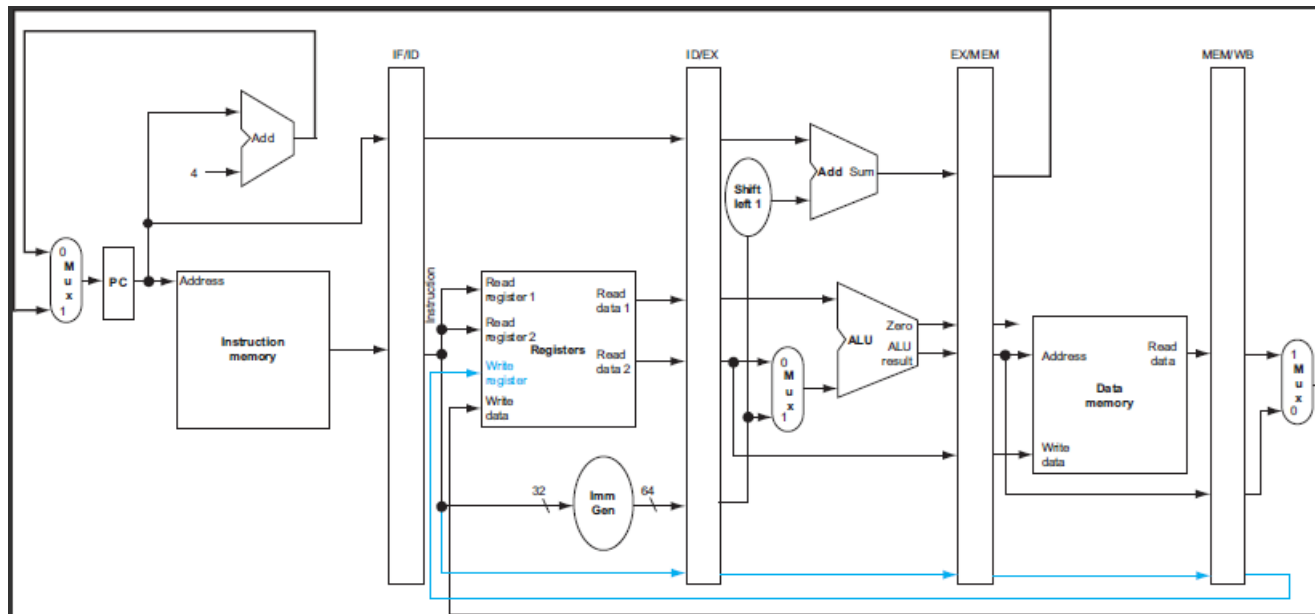 IF/ID
ID/EX
EX/MEM
MEM/WB
Add
4
Add Sum
Shift
left 1
0
M
u
x
1
PC
Address
Instruction
memory
Instruction
Read
register 1
Read
register 2
Write
register
Write
data
Registers
Read
data 1
Read
data 2
0
M
u
x
1
Zero
ALU
ALU
result
Address
Write
data
Read
data
Data
memory
1
M
u
x
0
32
Imm
Gen
64